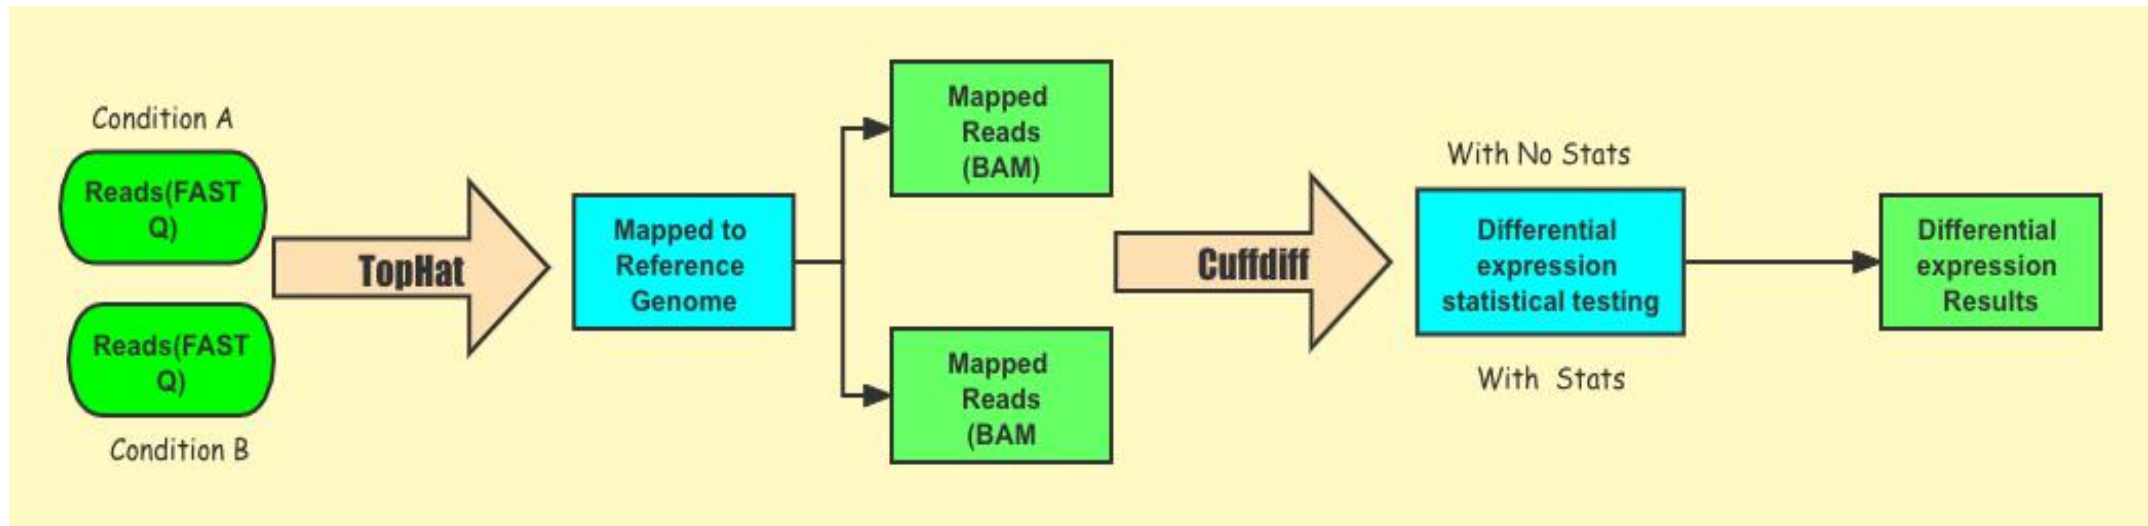 Condition A
Reads(FAST
Q)
Reads(FAST
Q)
Condition B
TopHat
Mapped to
Reference
Genome
Mapped
Reads
(BAM)
Mapped
Reads
(BAM
Cuffdiff
With No Stats
Differential
expression
statistical testing
With  Stats
Differential
expression
Results